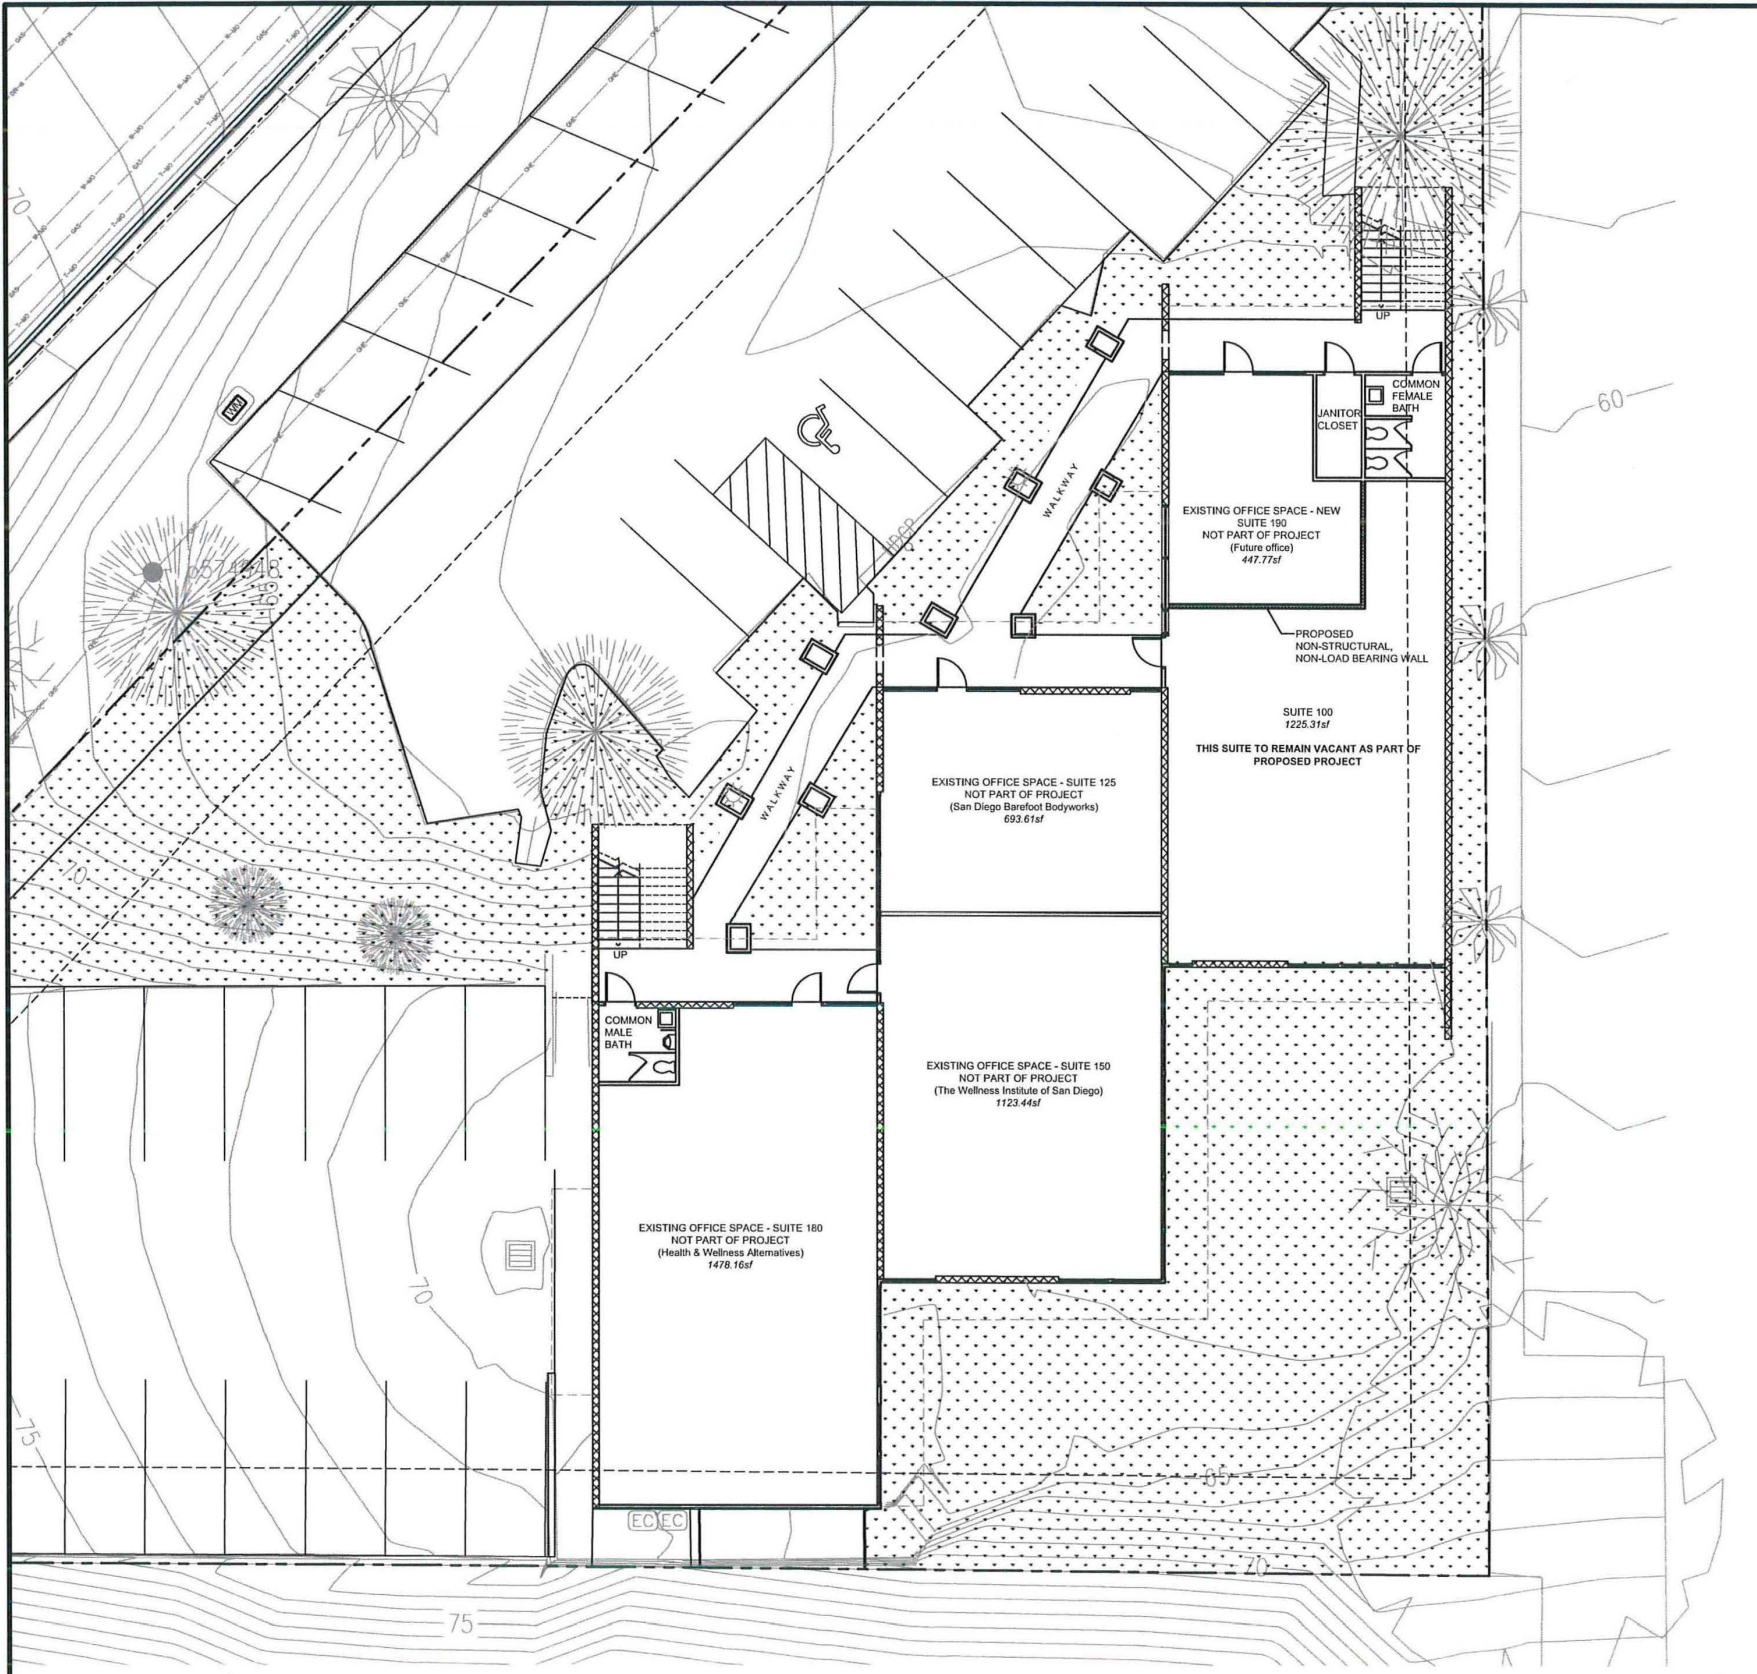 70
WM
UP
COMMON
FEMALE
BATH
JANITOR
CLOSET
60
WALKWAY
EXISTING OFFICE SPACE - NEW
SUITE 190
NOT PART OF PROJECT
(Future office)
447.77sf
PROPOSED
NON-STRUCTURAL,
NON-LOAD BEARING WALL
SUITE 100
1225.31sf
THIS SUITE TO REMAIN VACANT AS PART OF
PROPOSED PROJECT
65
WALKWAY
EXISTING OFFICE SPACE - SUITE 125
NOT PART OF PROJECT
(San Diego Barefoot Bodyworks)
693.61sf
70
UP
COMMON
MALE
BATH
EXISTING OFFICE SPACE - SUITE 150
NOT PART OF PROJECT
(The Wellness Institute of San Diego)
1123.44sf
EXISTING OFFICE SPACE - SUITE 180
NOT PART OF PROJECT
(Health & Wellness Alternatives)
1478.16sf
70
75
65
EC EC
70
75